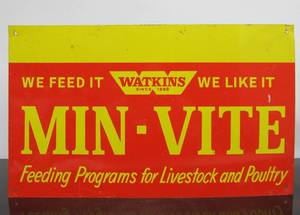 WE FEED IT WATKINS WE LIKE IT
SINCE 1868
MIN-VITE
Feeding Programs for Livestock and Poultry